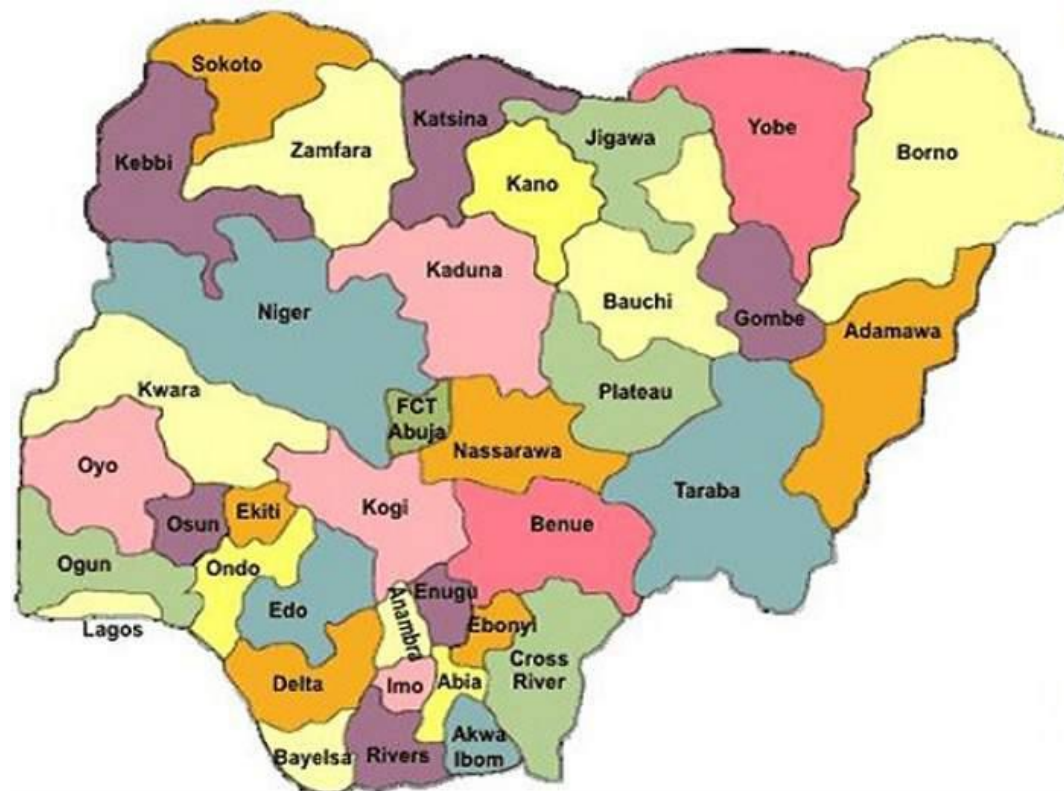 Sokoto
Katsina
Jigawa
Yobe
Borno
Kebbi
Zamfara
Kano
Kaduna
Niger
Bauchi
Gombe
Adamawa
Kwara
Plateau
FCT
Abuja
Nassarawa
Oyo
Taraba
Osun
Ekiti
Kogi
Benue
Ogun
Ondo
Edo
Anambra
Enugu
Ebonyi
Lagos
Cross
River
Delta
Imo
Abia
Bayelsa
Rivers
Akwa
Ibom